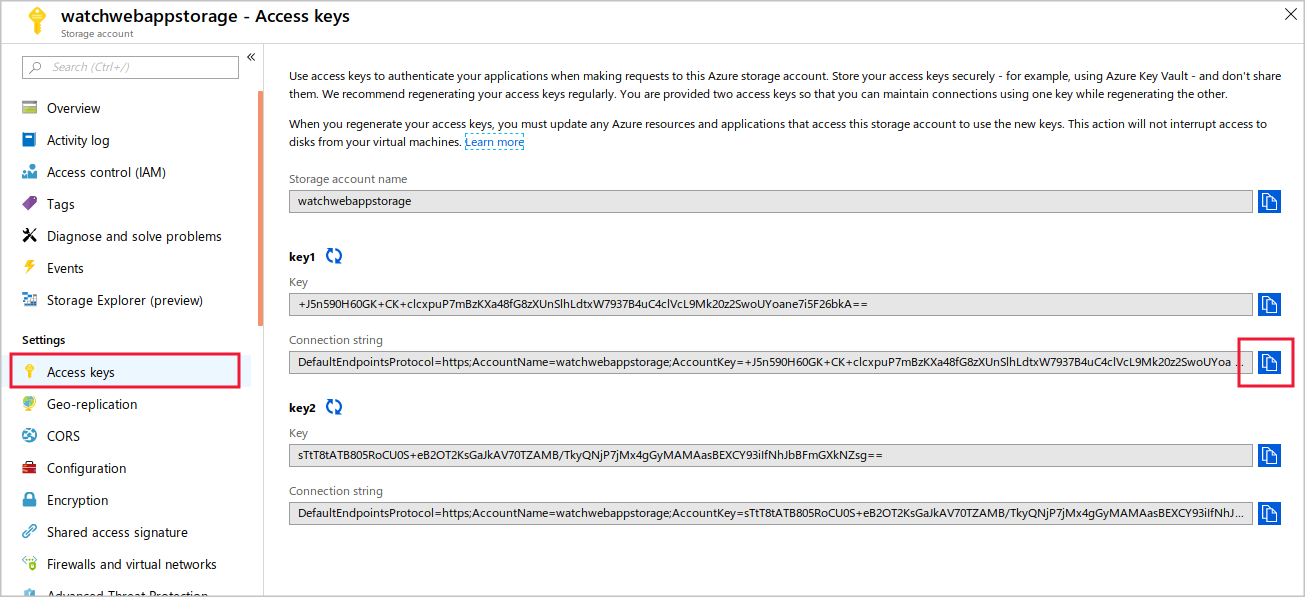 watchwebappstorage - Access keys
Storage account
Search (Ctrl+/)
Overview
Activity log
Access control (IAM)
Tags
Diagnose and solve problems
Events
Storage Explorer (preview)
Settings
Access keys
Geo-replication
CORS
Configuration
Encryption
Shared access signature
Firewalls and virtual networks
Advanced Threat Protection
Use access keys to authenticate your applications when making requests to this Azure storage account. Store your access keys securely - for example, using Azure Key Vault - and don't share
them. We recommend regenerating your access keys regularly. You are provided two access keys so that you can maintain connections using one key while regenerating the other.
When you regenerate your access keys, you must update any Azure resources and applications that access this storage account to use the new keys. This action will not interrupt access to
disks from your virtual machines. Learn more
Storage account name
watchwebappstorage
key1
Key
+J5n590H60GK+CK+clcxpuP7mBzKXa48fG8zXUnSlhLdtxW7937B4uC4clVcL9Mk20z2SwoUYoane7i5F26bkA==
Connection string
DefaultEndpointsProtocol=https;AccountName=watchwebappstorage;AccountKey=+J5n590H60GK+CK+clcxpuP7mBzKXa48fG8zXUnSlhLdtxW7937B4uC4clVcL9Mk20z2SwoUYoa ...
key2
Key
sTtT8tATB805RoCU0S+eB2OT2KsGaJkAV70TZAMB/TkyQNjP7jMx4gGyMAMAasBEXCY93iIfNhJbBFmGXkNZsg==
Connection string
DefaultEndpointsProtocol=https;AccountName=watchwebappstorage;AccountKey=sTtT8tATB805RoCU0S+eB2OT2KsGaJkAV70TZAMB/TkyQNjP7jMx4gGyMAMAasBEXCY93iIfNhJ...